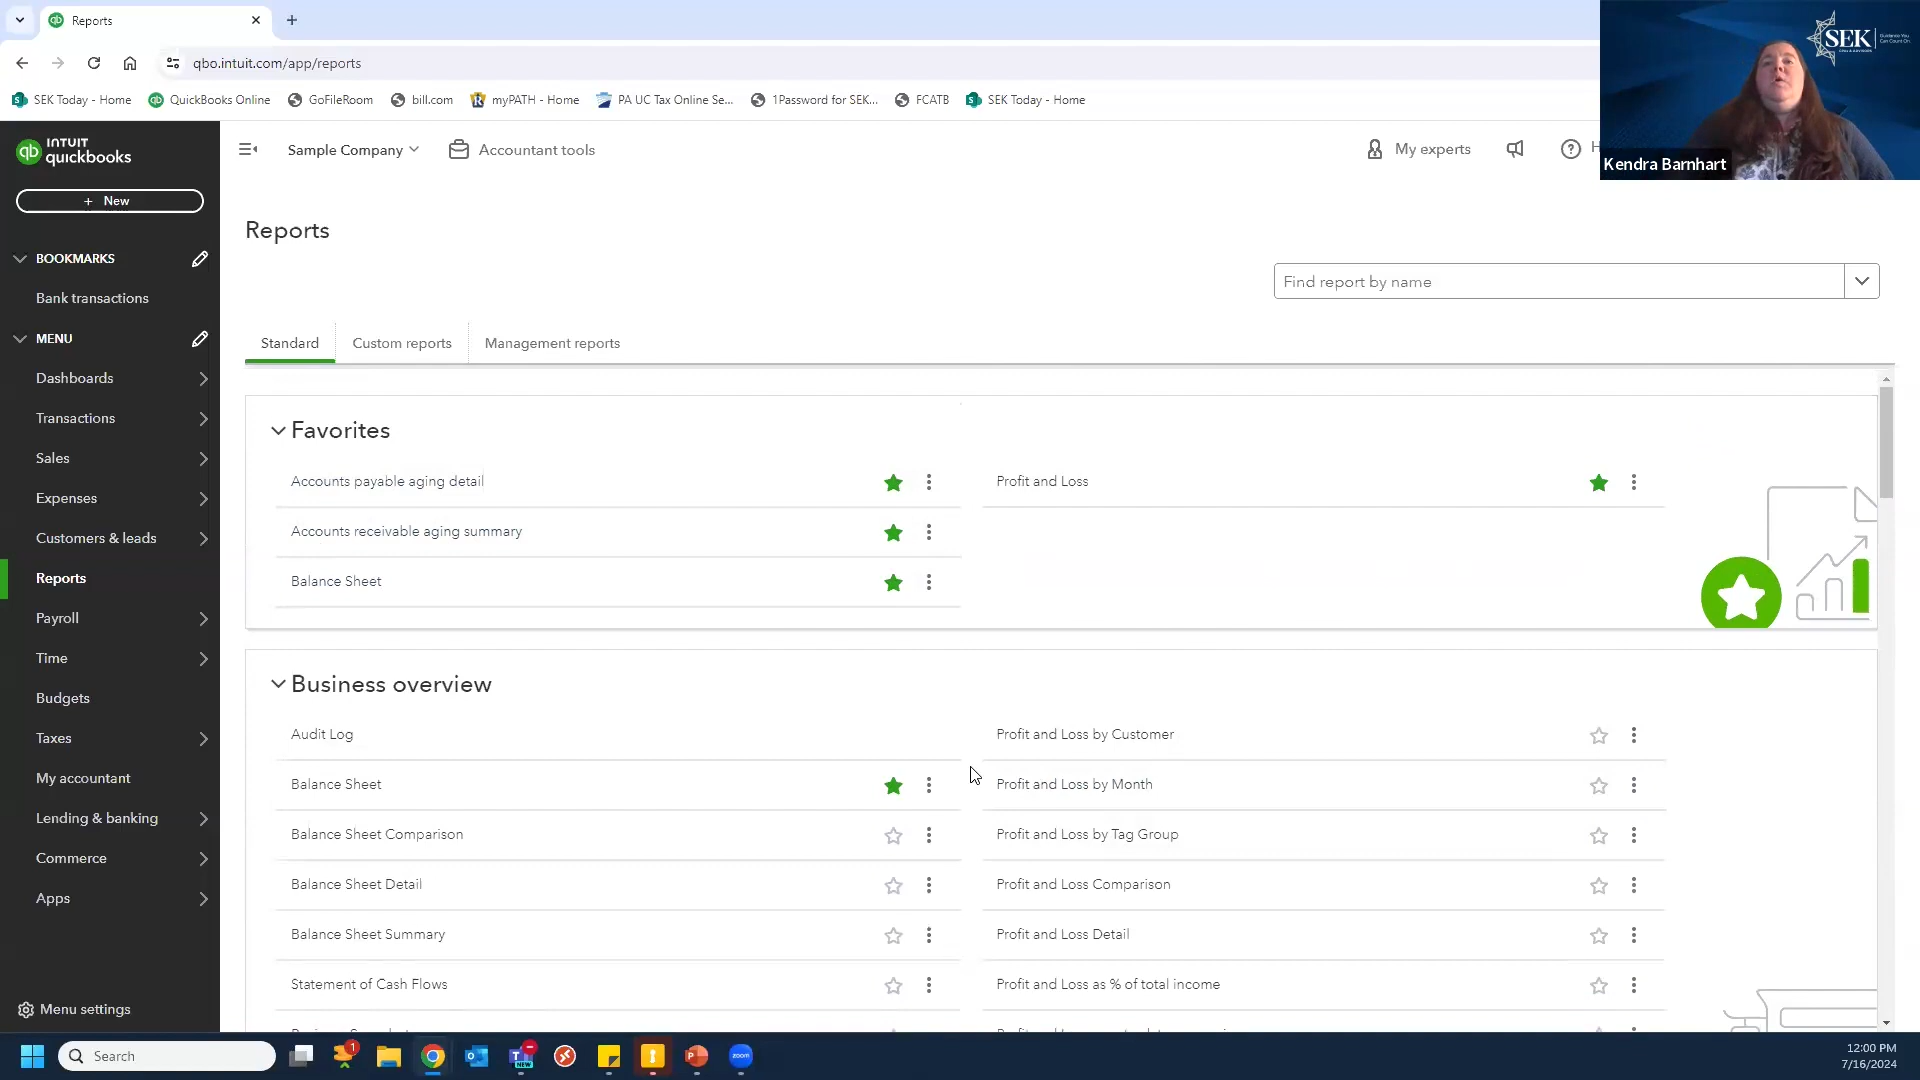 Reports
qbo.intuit.com/app/reports
SEK Today - Home
QuickBooks Online
GoFileRoom
bill.com
myPATH - Home
PA UC Tax Online Se...
1Password for SEK...
FCATB
SEK Today - Home
SEK
Kendra Barnhart
INTUIT
quickbooks
Sample Company
Accountant tools
My experts
+ New
BOOKMARKS
Bank transactions
MENU
Dashboards
Transactions
Sales
Expenses
Customers & leads
Reports
Payroll
Time
Budgets
Taxes
My accountant
Lending & banking
Commerce
Apps
Menu settings
Reports
Find report by name
Standard
Custom reports
Management reports
Favorites
Accounts payable aging detail
Profit and Loss
Accounts receivable aging summary
Balance Sheet
Business overview
Audit Log
Profit and Loss by Customer
Balance Sheet
Profit and Loss by Month
Balance Sheet Comparison
Profit and Loss by Tag Group
Balance Sheet Detail
Profit and Loss Comparison
Balance Sheet Summary
Profit and Loss Detail
Statement of Cash Flows
Profit and Loss as % of total income
Search
12:00 PM
7/16/2024